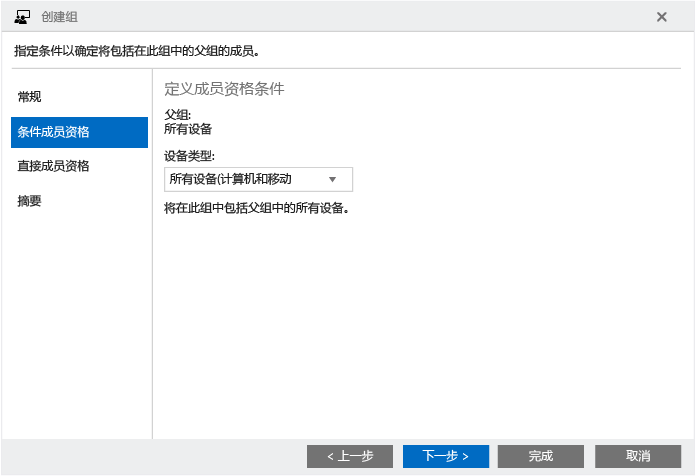 创建组
指定条件以确定将包括在此组中的父组的成员。
常规
条件成员资格
直接成员资格
摘要
定义成员资格条件
父组:
所有设备
设备类型:
所有设备(计算机和移动
将在此组中包括父组中的所有设备。
< 上一步
下一步 >
完成
取消